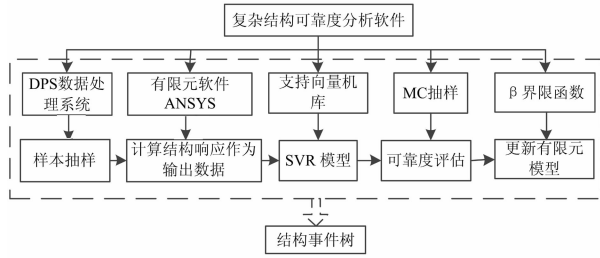 复杂结构可靠度分析软件
DPS数据处
理系统
有限元软件
ANSYS
支持向量机
库
MC抽样
β界限函数
样本抽样
计算结构响应作为
输出数据
SVR 模型
可靠度评估
更新有限元
模型
结构事件树